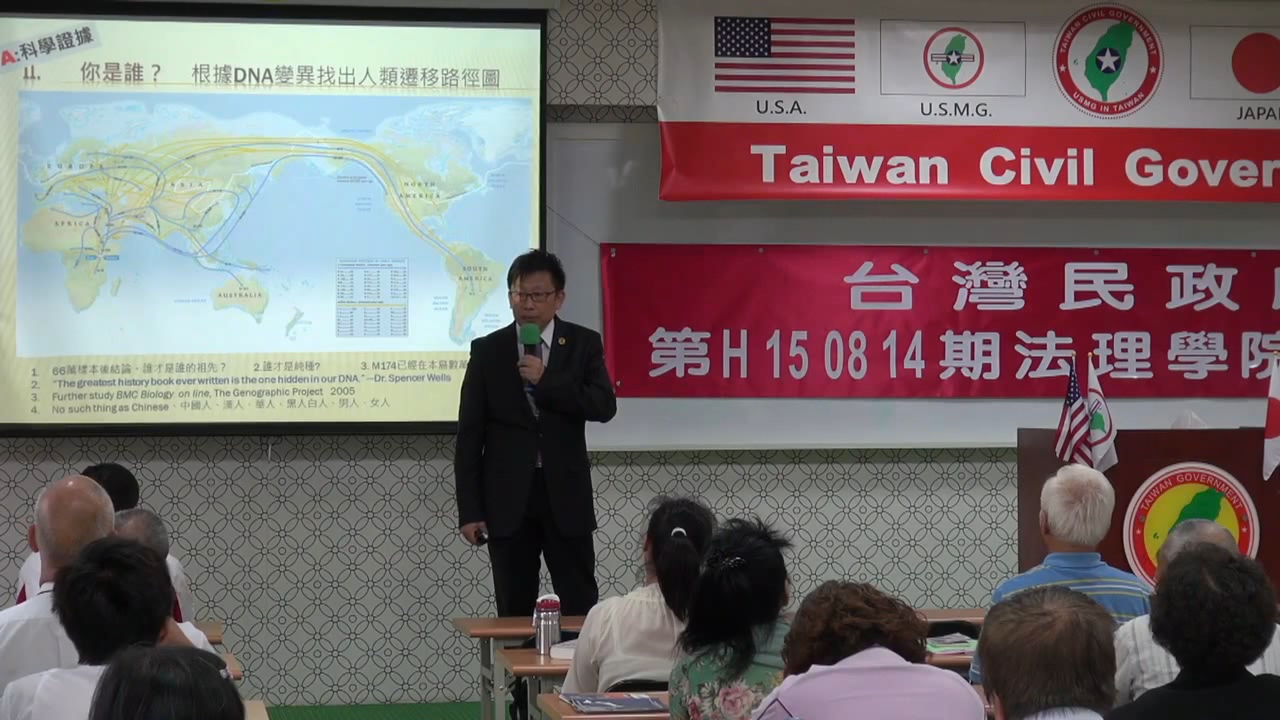 A:科學證據
II. 你是誰？ 根據DNA變異找出人類遷移路徑圖
EUROPE
ASIA
AFRICA
NORTH
AMERICA
SOUTH
AMERICA
AUSTRALIA
1. 66萬樣本後結論、誰才是誰的祖先？ 2.誰才是純種? 3. M174已經在本島數萬
2. "The greatest history book ever written is the one hidden in our DNA." —Dr. Spencer Wells
3. Further study BMC Biology on line, The Genographic Project 2005
4. No such thing as Chinese、中國人、漢人、華人、黑人白人、男人、女人
U.S.A.
U.S.M.G.
TAIWAN CIVIL GOVERNMENT
USMG IN TAIWAN
JAPA
Taiwan Civil Gover
台灣民政
第H150814期法理學院
TAIWAN GOVERNMENT